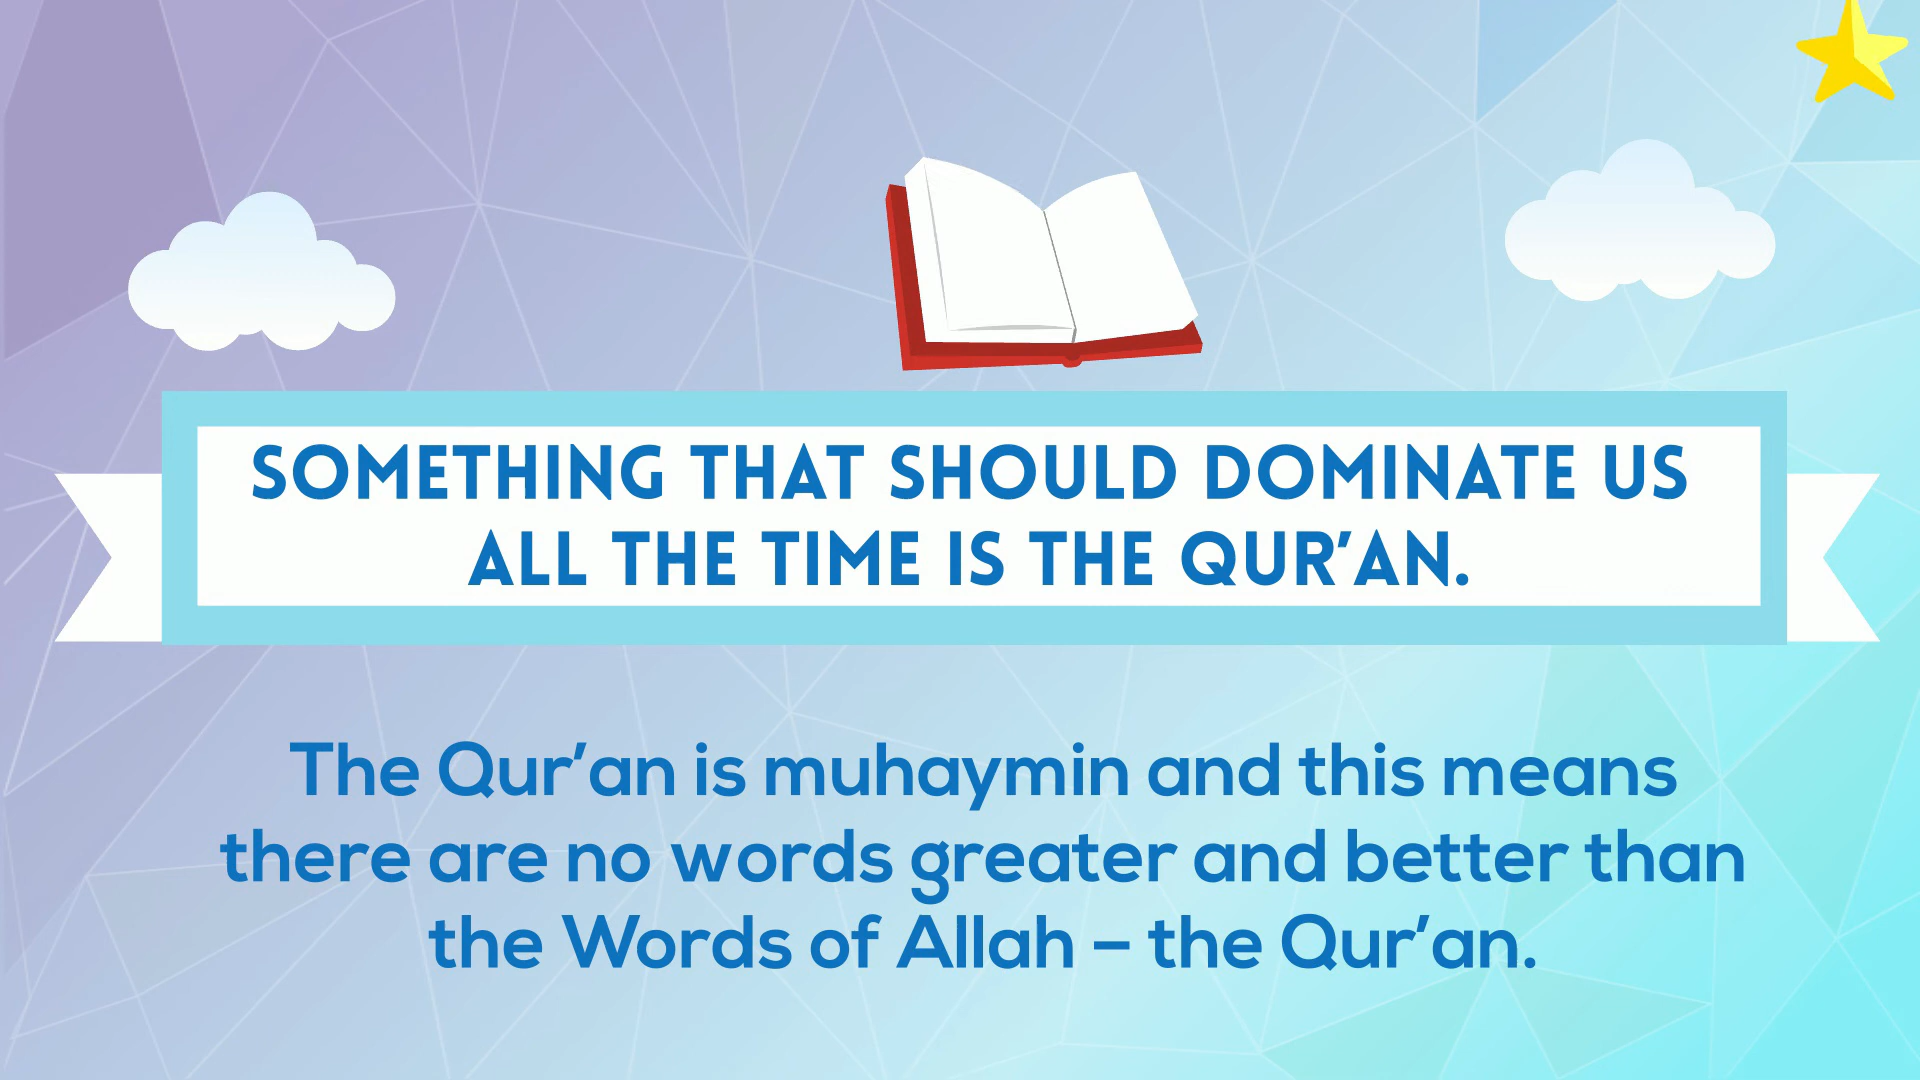 SOMETHING THAT SHOULD DOMINATE US
ALL THE TIME IS THE QUR’AN.
The Qur’an is muhaymin and this means
there are no words greater and better than
the Words of Allah – the Qur’an.